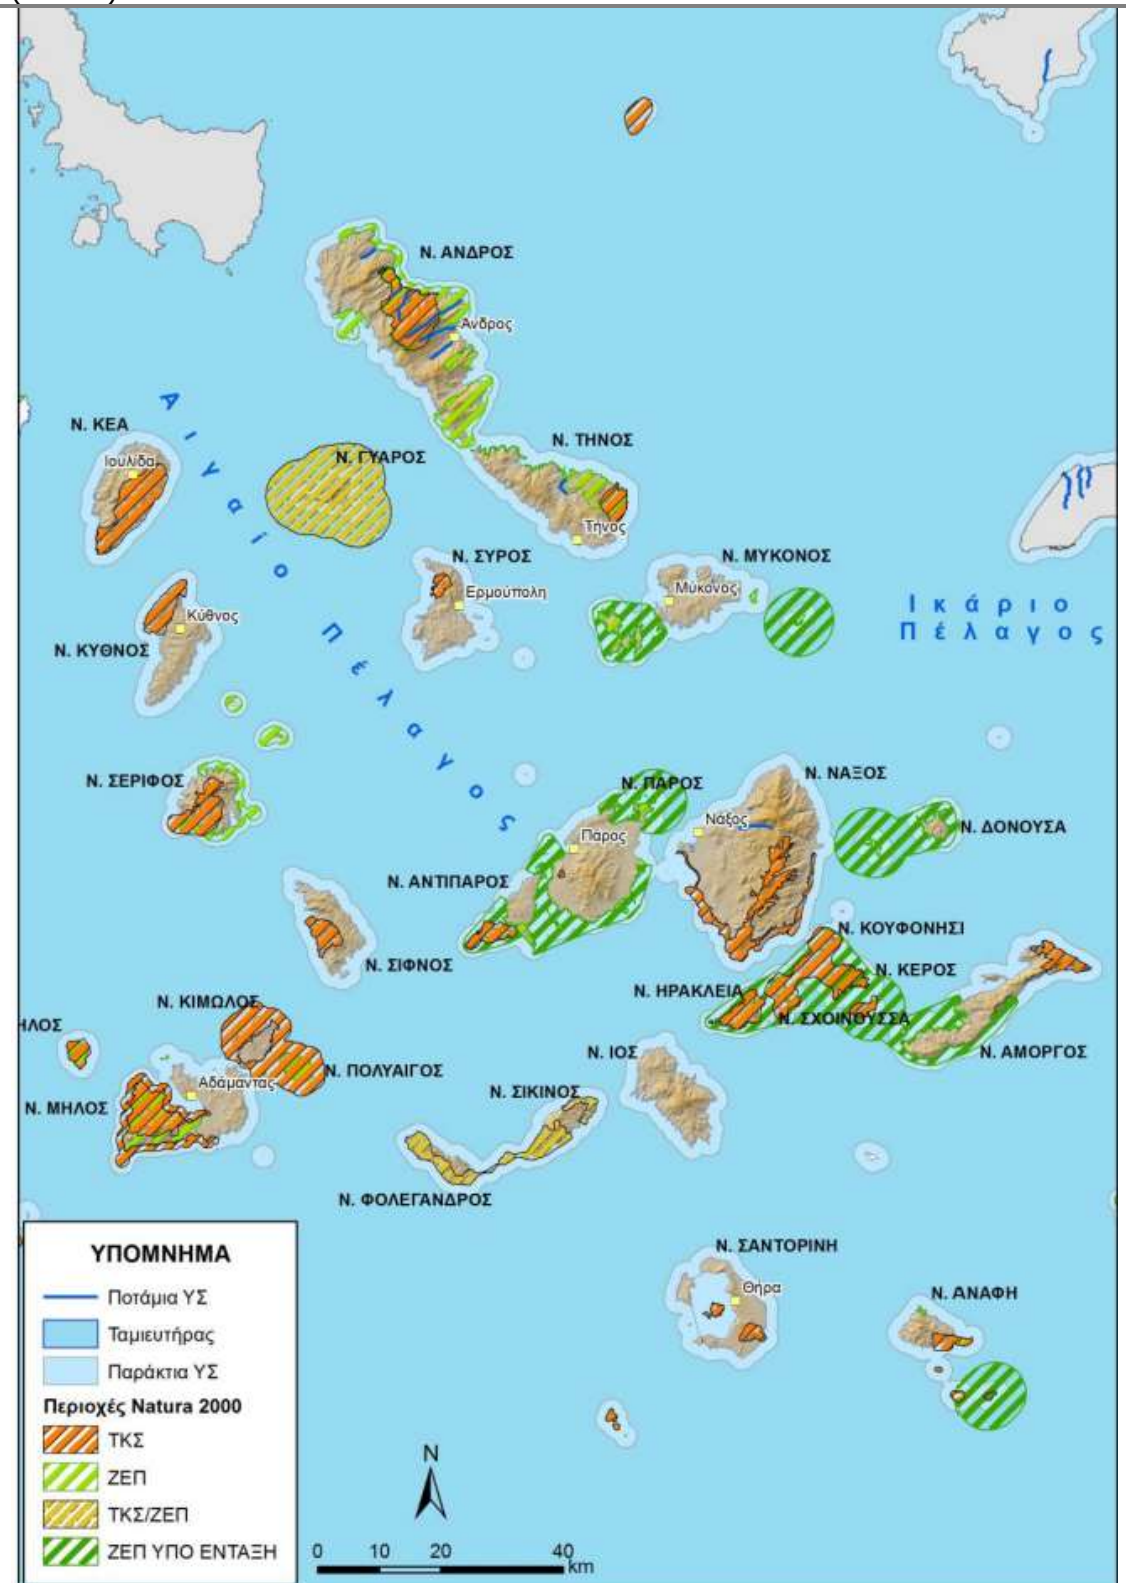 Ν. ΑΝΔΡΟΣ
Άνδρος
Αιγαίο Πέλαγος
Ν. ΚΕΑ
Ιουλίδα
Ν. ΓΥΑΡΟΣ
Ν. ΤΗΝΟΣ
Τήνος
Ν. ΣΥΡΟΣ
Ερμούπολη
Ν. ΜΥΚΟΝΟΣ
Μύκονος
Ικάριο
Πέλαγος
Κύθνος
Ν. ΚΥΘΝΟΣ
Ν. ΣΕΡΙΦΟΣ
Ν. ΠΑΡΟΣ
Πάρος
Ν. ΝΑΞΟΣ
Νάξος
Ν. ΔΟΝΟΥΣΑ
Ν. ΑΝΤΙΠΑΡΟΣ
Ν. ΣΙΦΝΟΣ
Ν. ΚΟΥΦΟΝΗΣΙ
Ν. ΚΕΡΟΣ
Ν. ΗΡΑΚΛΕΙΑ
Ν. ΣΧΟΙΝΟΥΣΣΑ
Ν. ΑΜΟΡΓΟΣ
Ν. ΚΙΜΩΛΟΣ
ΗΛΟΣ
Ν. ΠΟΛΥΑΙΓΟΣ
Αδάμαντας
Ν. ΜΗΛΟΣ
Ν. ΙΟΣ
Ν. ΣΙΚΙΝΟΣ
Ν. ΦΟΛΕΓΑΝΔΡΟΣ
Ν. ΣΑΝΤΟΡΙΝΗ
Θήρα
Ν. ΑΝΑΦΗ
ΥΠΟΜΝΗΜΑ
Ποτάμια ΥΣ
Ταμιευτήρας
Παράκτια ΥΣ
Περιοχές Natura 2000
ΤΚΣ
ΖΕΠ
ΤΚΣ/ΖΕΠ
ΖΕΠ ΥΠΟ ΕΝΤΑΞΗ
N
0 10 20 40
km